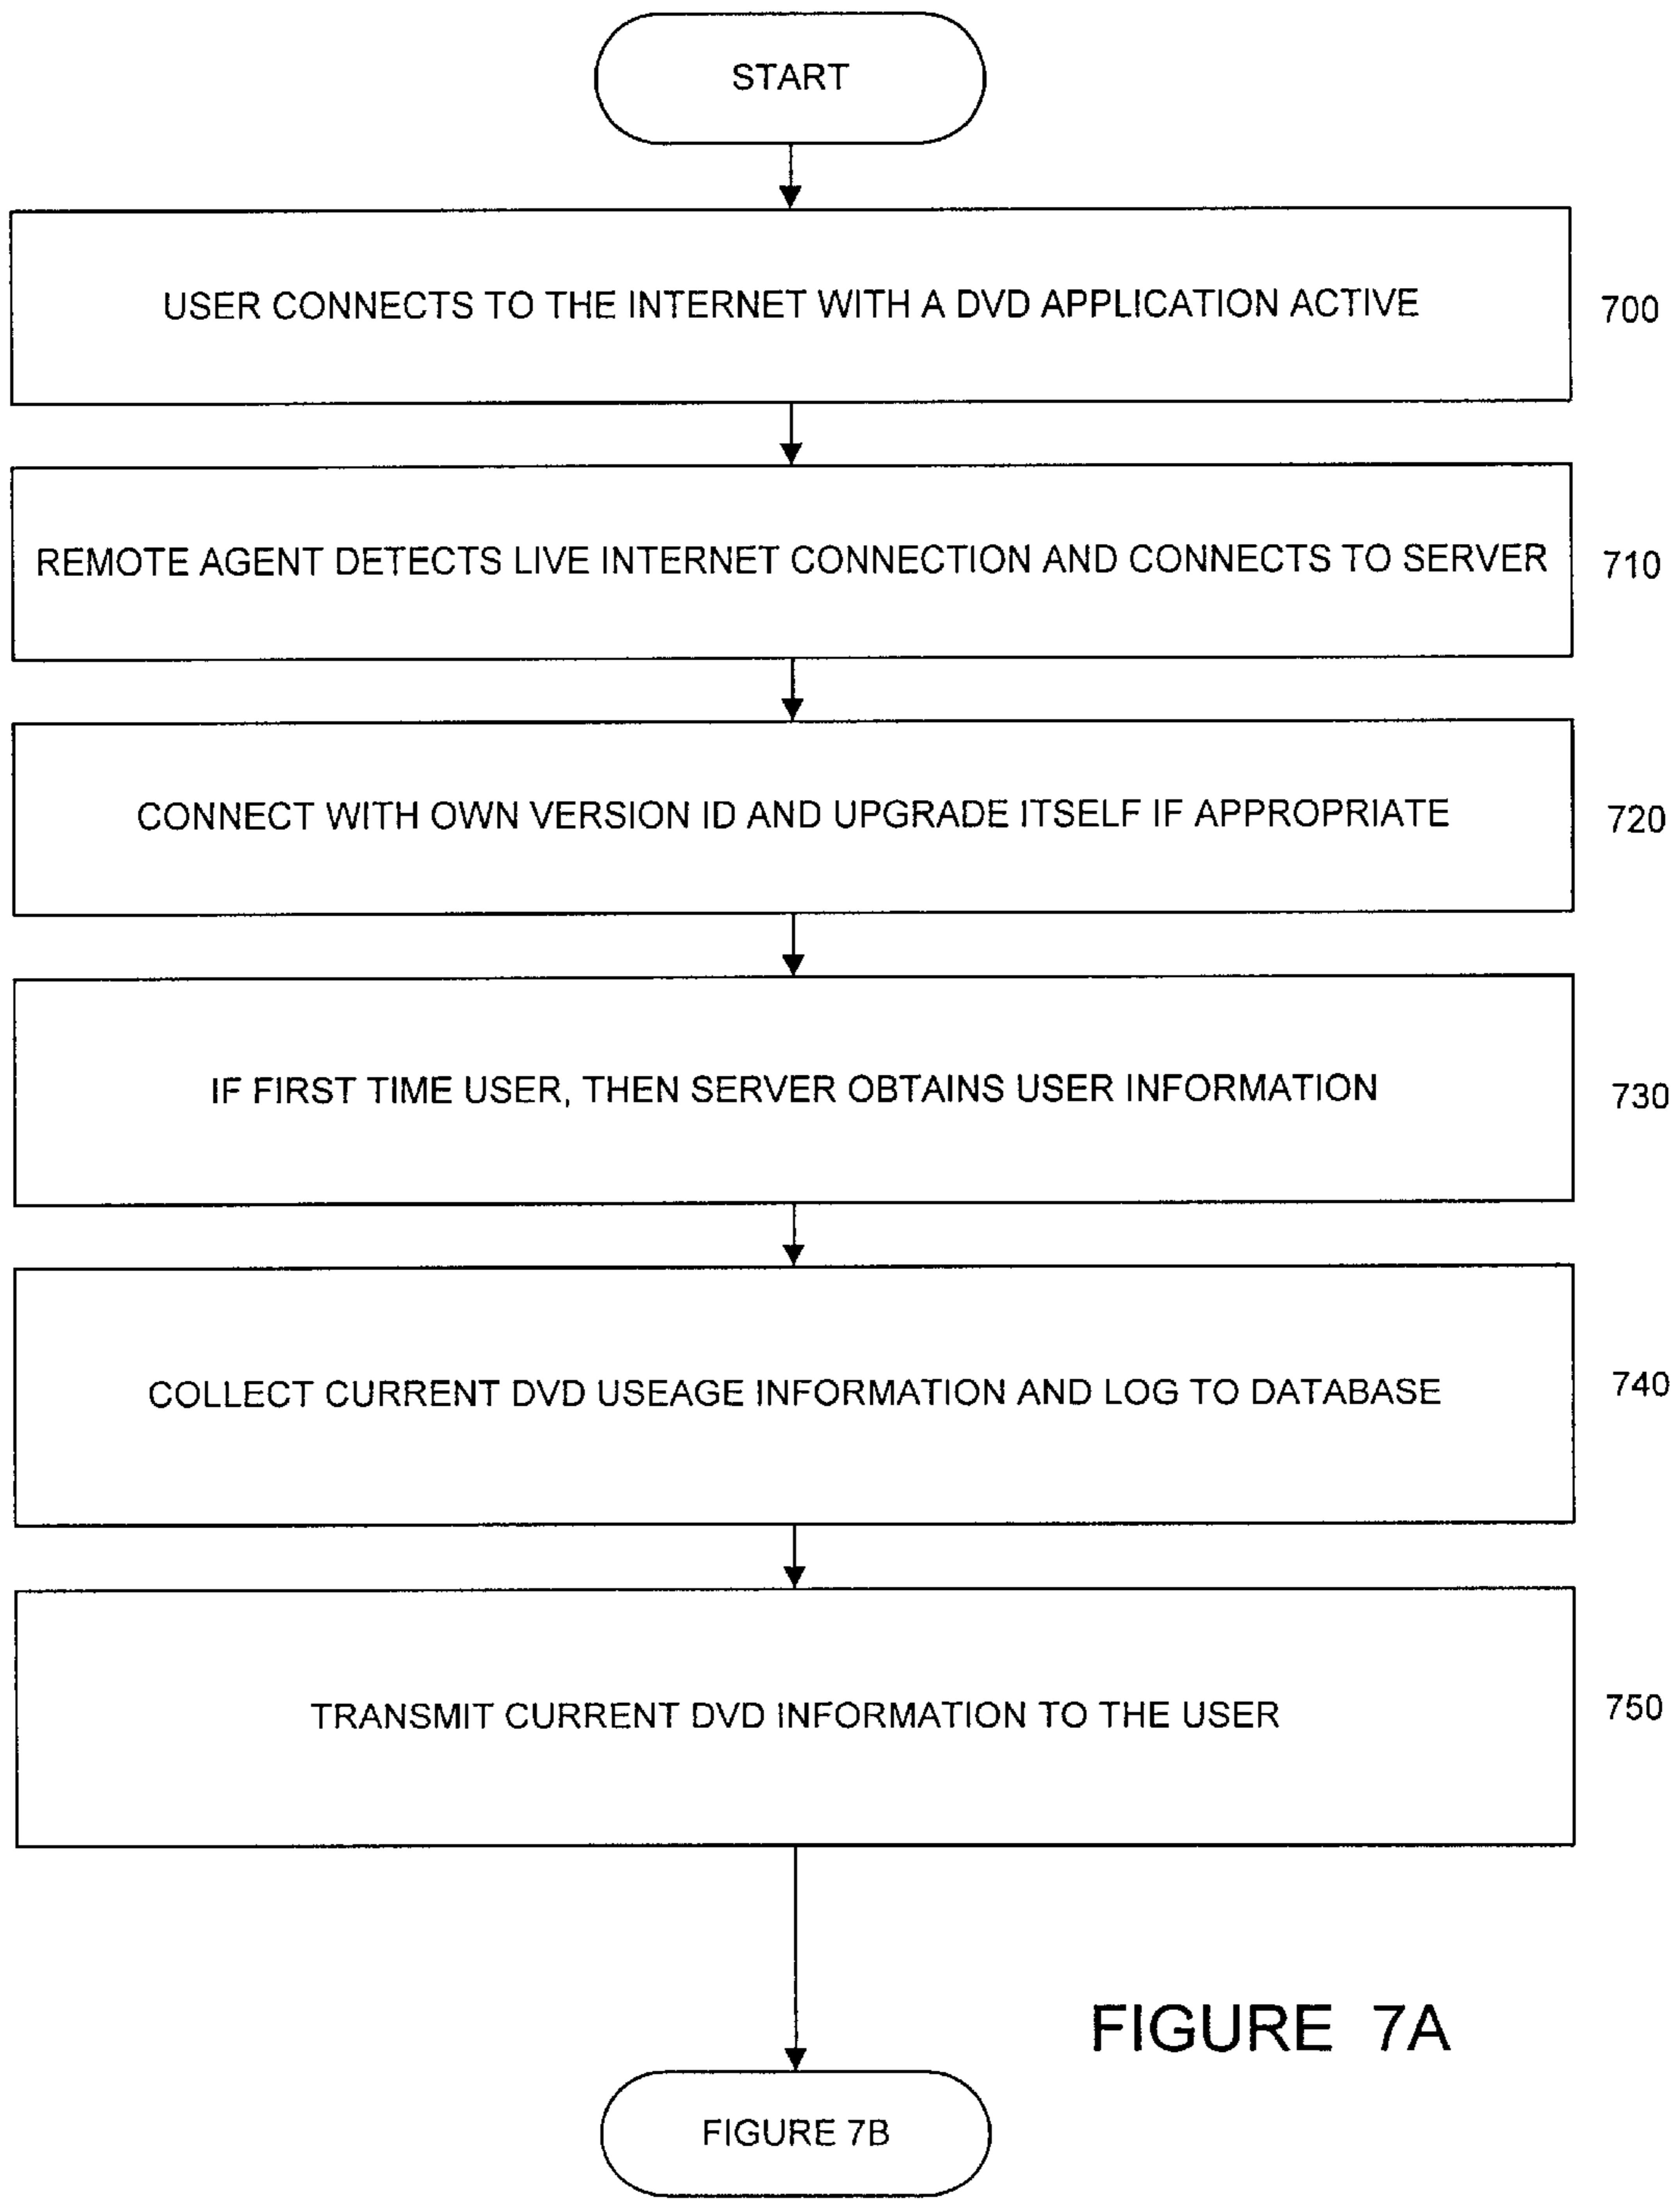 START
USER CONNECTS TO THE INTERNET WITH A DVD APPLICATION ACTIVE
700
REMOTE AGENT DETECTS LIVE INTERNET CONNECTION AND CONNECTS TO SERVER
710
CONNECT WITH OWN VERSION ID AND UPGRADE ITSELF IF APPROPRIATE
720
IF FIRST TIME USER, THEN SERVER OBTAINS USER INFORMATION
730
COLLECT CURRENT DVD USEAGE INFORMATION AND LOG TO DATABASE
740
TRANSMIT CURRENT DVD INFORMATION TO THE USER
750
FIGURE 7A
FIGURE 7B